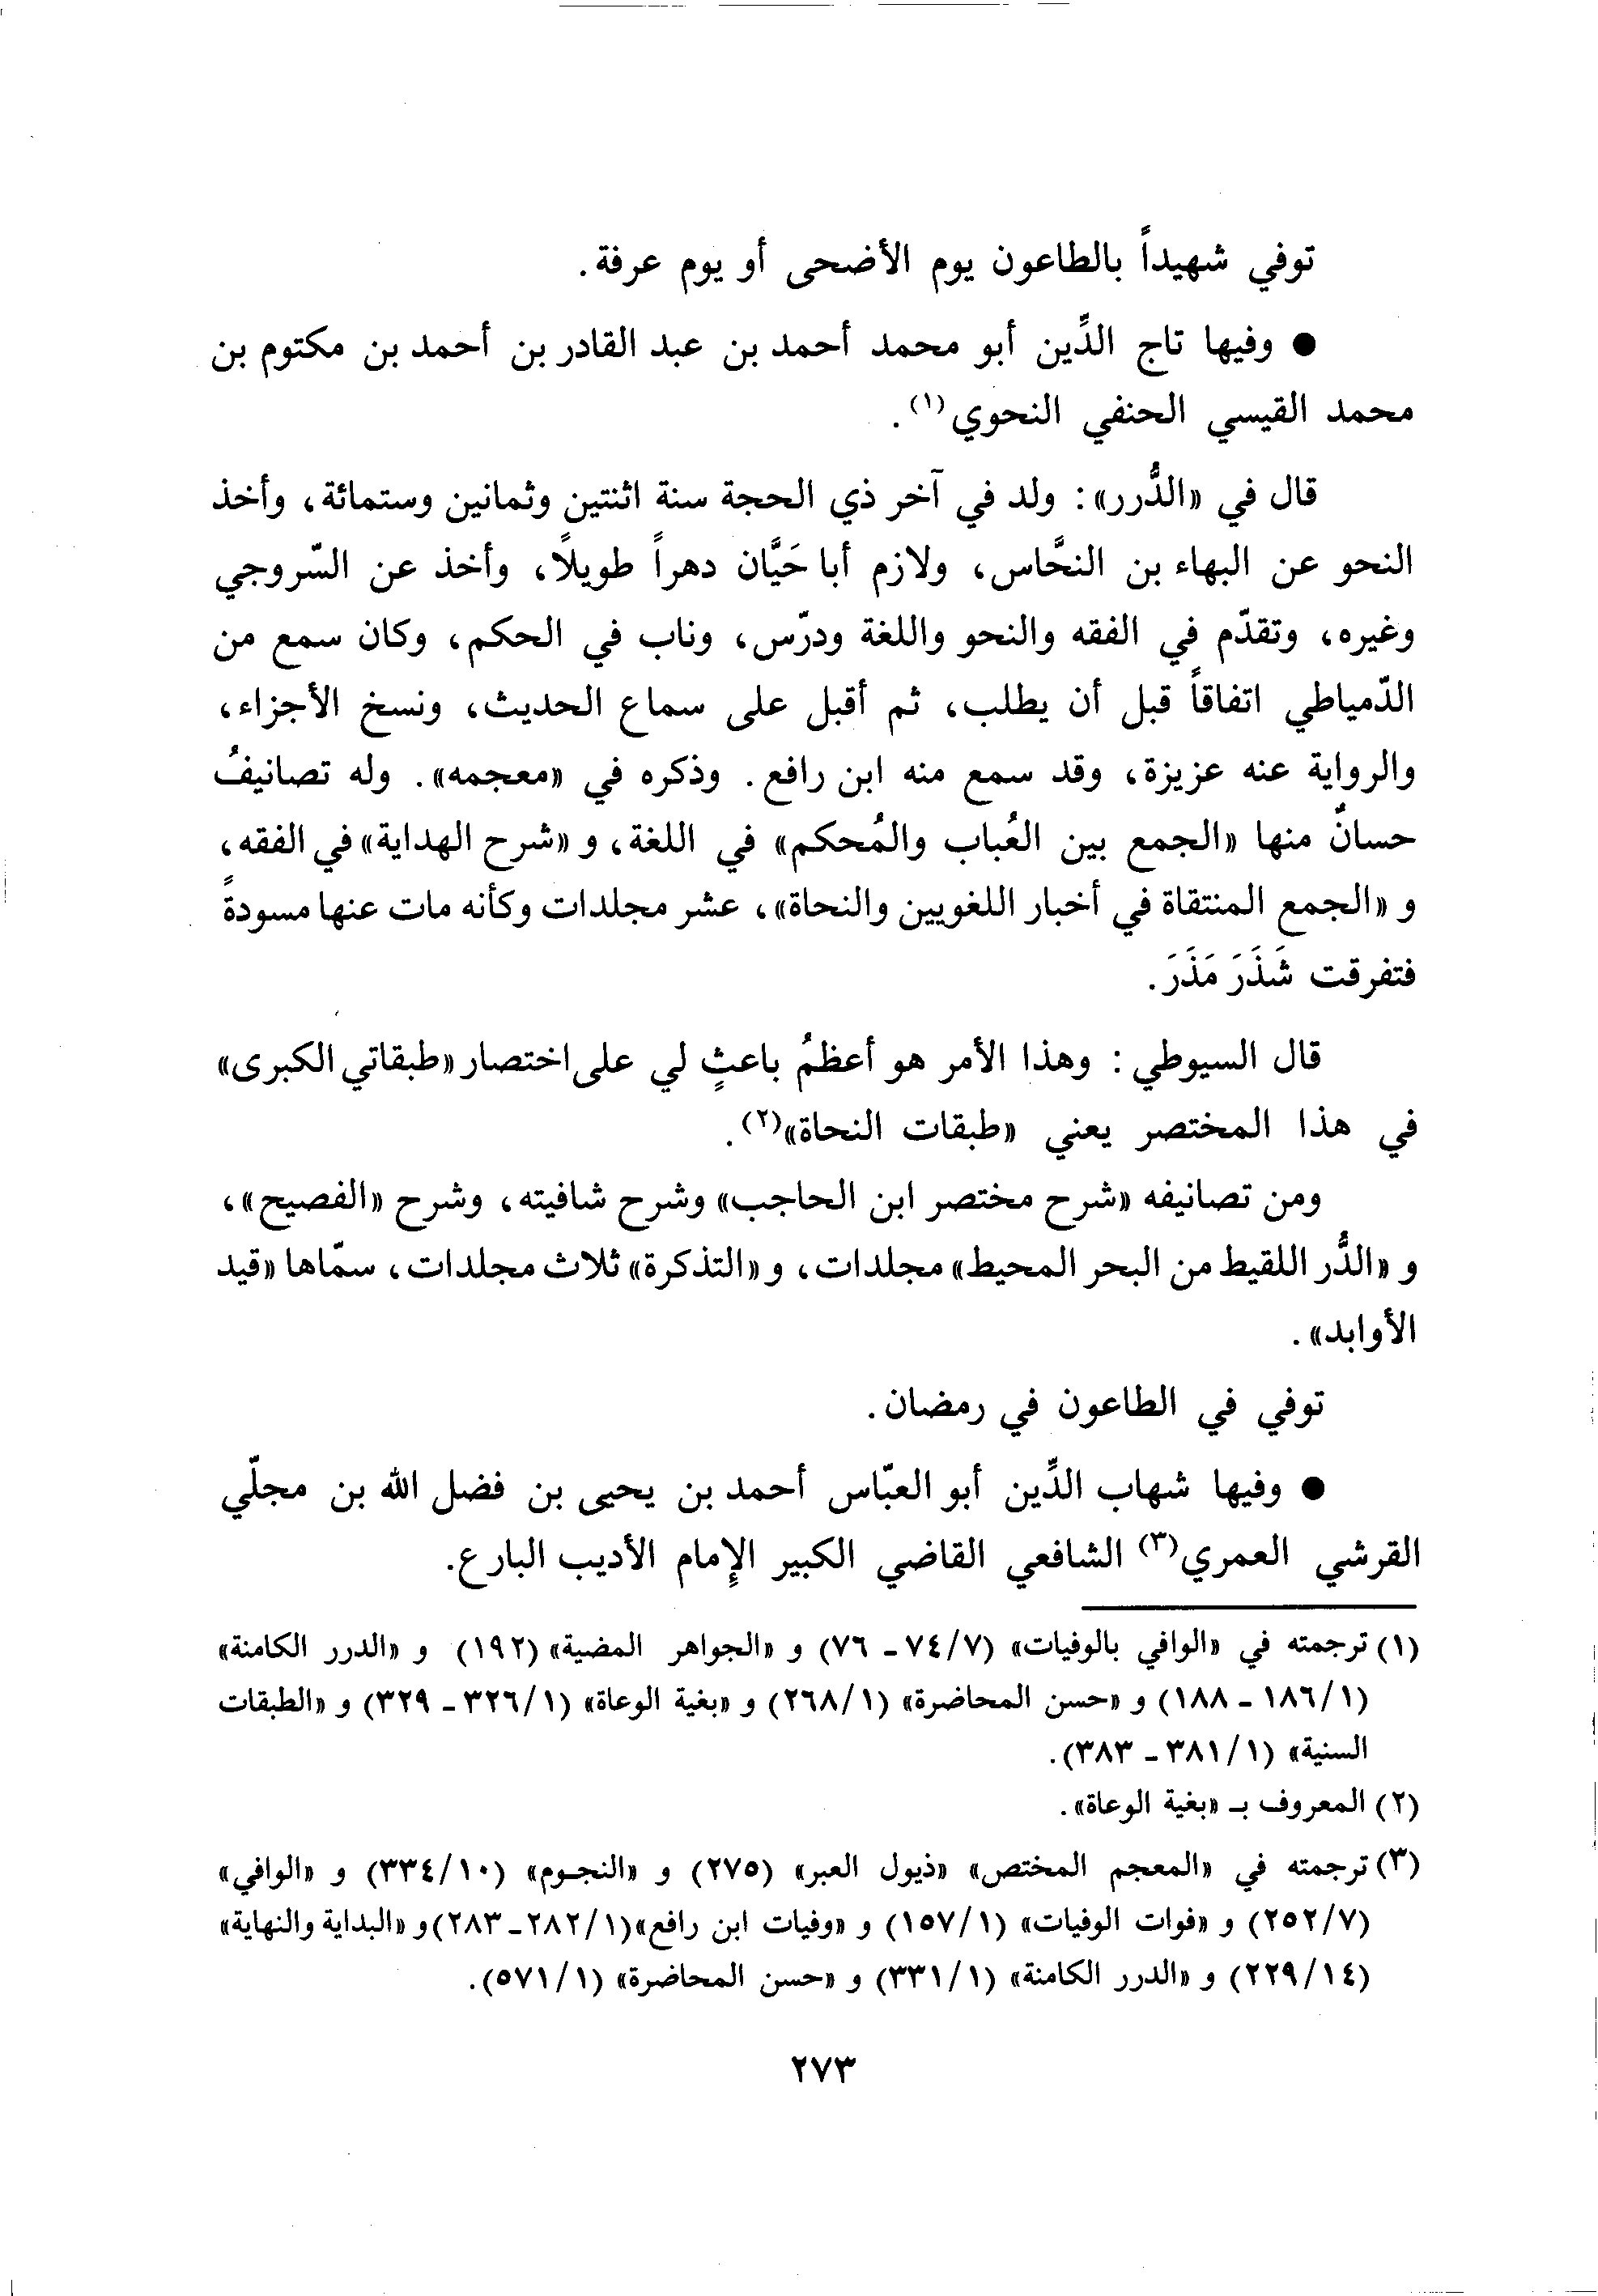 توفي شهيداً بالطاعون يوم الأضحى أو يوم عرفة.
● وفيها تاج الدِّين أبو محمد أحمد بن عبد القادر بن أحمد بن مكتوم بن
محمد القيسي الحنفي النحوي(١).
قال في «الدُّرر»: ولد في آخر ذي الحجة سنة اثنتين وثمانين وستمائة، وأخذ
النحو عن البهاء بن النحَّاس، ولازم أبا حَيَّان دهراً طويلاً، وأخذ عن السّروجي
وغيره، وتقدّم في الفقه والنحو واللغة ودرّس، وناب في الحكم، وكان سمع من
الدّمياطي اتفاقاً قبل أن يطلب، ثم أقبل على سماع الحديث، ونسخ الأجزاء،
والرواية عنه عزيزة، وقد سمع منه ابن رافع. وذكره في «معجمه». وله تصانيفُ
حسانٌ منها «الجمع بين العُباب والمُحكم» في اللغة، و «شرح الهداية» في الفقه،
و «الجمع المنتقاة في أخبار اللغويين والنحاة»، عشر مجلدات وكأنه مات عنها مسودةً
فتفرقت شَذَرَ مَذَرَ.
قال السيوطي: وهذا الأمر هو أعظمُ باعثٍ لي على اختصار «طبقاتي الكبرى»
في هذا المختصر يعني «طبقات النحاة»(٢).
ومن تصانيفه «شرح مختصر ابن الحاجب» وشرح شافيته، وشرح «الفصيح»،
و «الدُّر اللقيط من البحر المحيط» مجلدات، و «التذكرة» ثلاث مجلدات، سمّاها «قيد
الأوابد».
توفي في الطاعون في رمضان.
● وفيها شهاب الدِّين أبو العبّاس أحمد بن يحيى بن فضل الله بن مجلّي
القرشي العمري(٣) الشافعي القاضي الكبير الإِمام الأديب البارع.
(١) ترجمته في «الوافي بالوفيات» (٧٤/٧ - ٧٦) و «الجواهر المضية» (١٩٢) و «الدرر الكامنة»
(١٨٦/١ - ١٨٨) و «حسن المحاضرة» (٢٦٨/١) و «بغية الوعاة» (٣٢٦/١ - ٣٢٩) و «الطبقات
السنية» (٣٨١/١ - ٣٨٣).
(٢) المعروف بـ «بغية الوعاة».
(٣) ترجمته في «المعجم المختص» «ذيول العبر» (٢٧٥) و «النجوم» (٣٣٤/١٠) و «الوافي»
(٢٥٢/٧) و «فوات الوفيات» (١٥٧/١) و «وفيات ابن رافع» (٢٨٢/١ - ٢٨٣) و «البداية والنهاية»
(٢٢٩/١٤) و «الدرر الكامنة» (٣٣١/١) و «حسن المحاضرة» (٥٧١/١).
٢٧٣